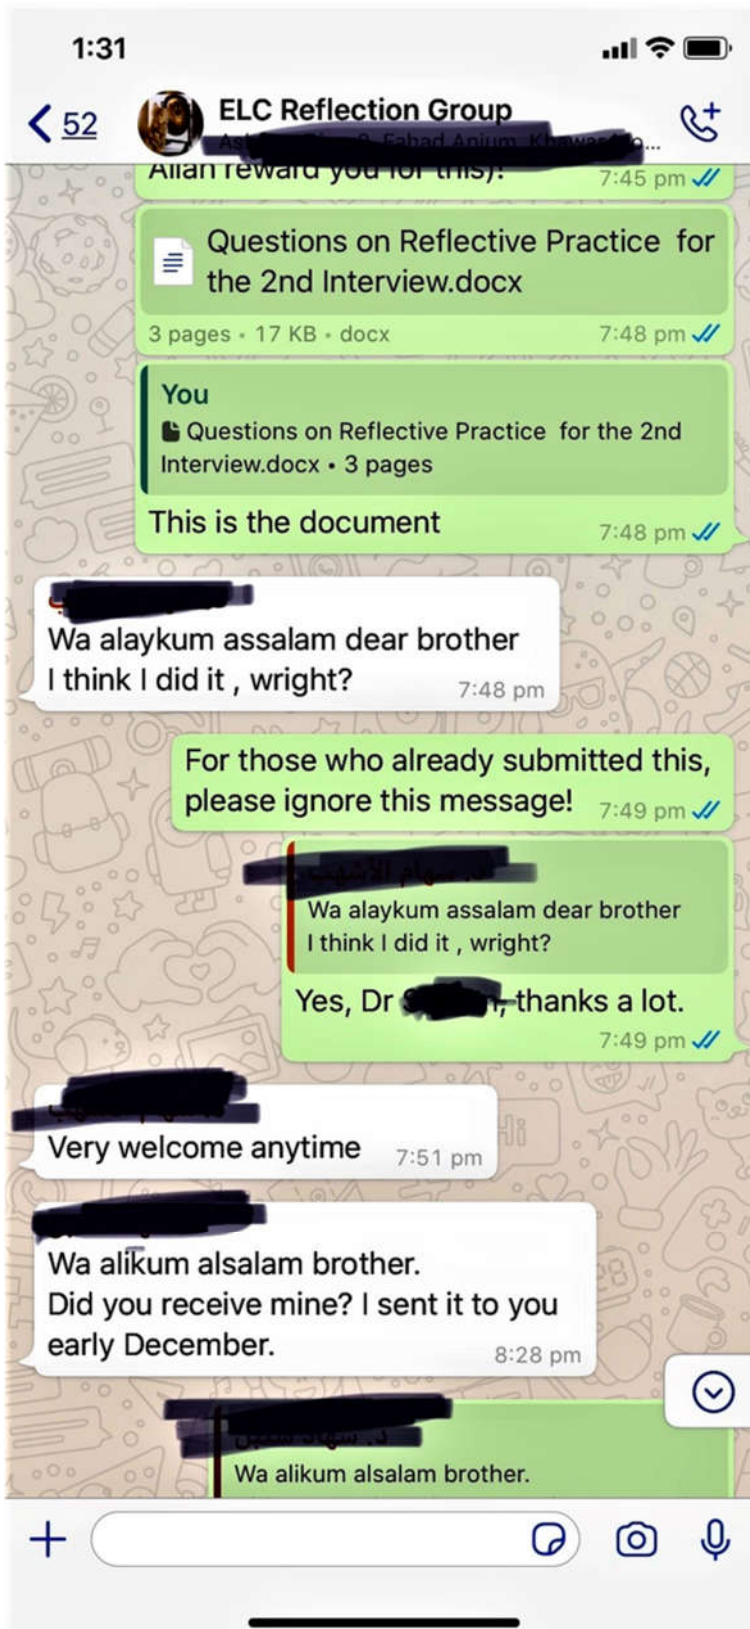 1:31
52
ELC Reflection Group
Allah reward you for this)!
7:45 pm
Questions on Reflective Practice for
the 2nd Interview.docx
3 pages • 17 KB • docx
7:48 pm
You
Questions on Reflective Practice for the 2nd
Interview.docx • 3 pages
This is the document
7:48 pm
Wa alaykum assalam dear brother
I think I did it , wright?
7:48 pm
For those who already submitted this,
please ignore this message!
7:49 pm
Wa alaykum assalam dear brother
I think I did it , wright?
Yes, Dr , thanks a lot.
7:49 pm
Very welcome anytime
7:51 pm
Wa alikum alsalam brother.
Did you receive mine? I sent it to you
early December.
8:28 pm
Wa alikum alsalam brother.